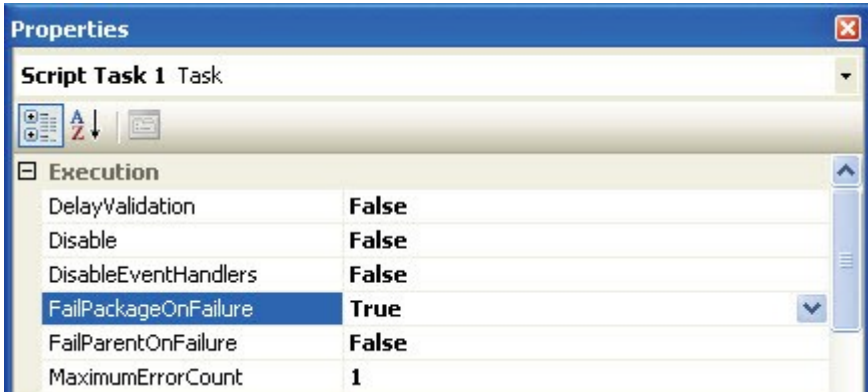 Properties
Script Task 1 Task
A
Z
Execution
DelayValidation False
Disable False
DisableEventHandlers False
FailPackageOnFailure True
FailParentOnFailure False
MaximumErrorCount 1